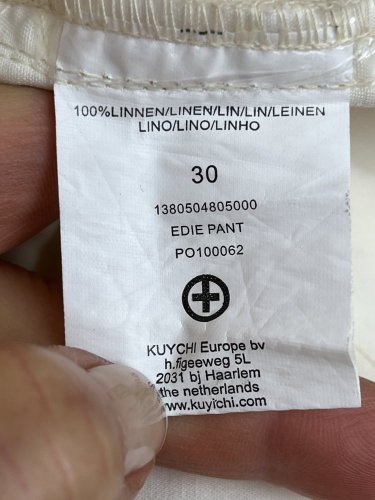 100%LINNEN/LINEN/LIN/LIN/LEINEN
LINO/LINO/LINHO
30
1380504805000
EDIE PANT
PO100062
KUYCHI Europe bv
h.figeeweg 5L
2031 bj Haarlem
the netherlands
www.kuyichi.com